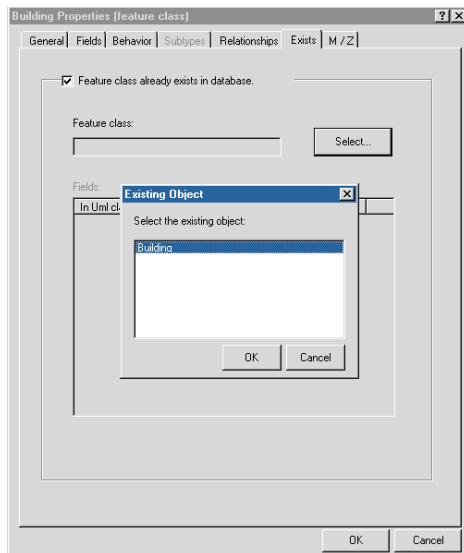 Building Properties (feature class)
General Fields Behavior Subtypes Relationships Exists M / Z
Feature class already exists in database.
Feature class:
Select...
Fields:
In Uml cl
Existing Object
Select the existing object:
Building
OK Cancel
OK Cancel